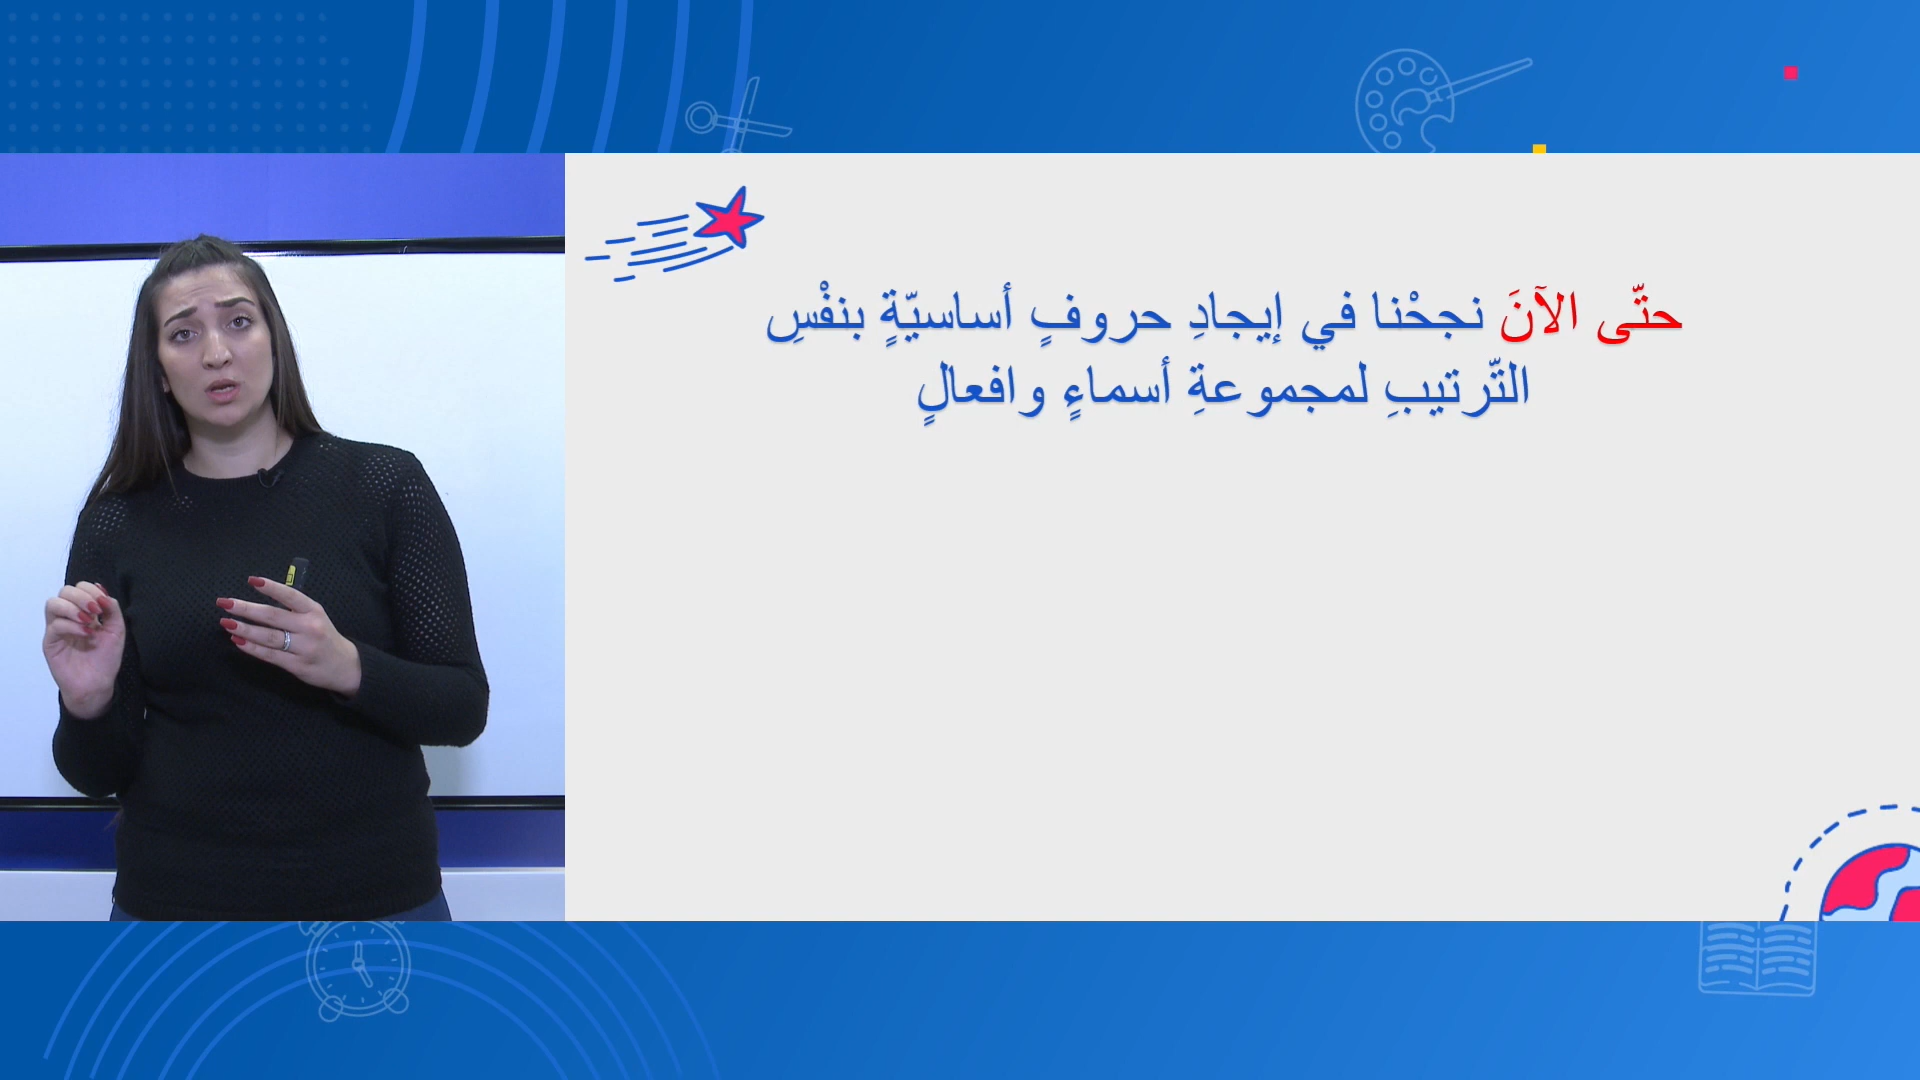 حتّى الآنَ نجحْنا في إيجادِ حروفٍ أساسيّةٍ بنفْسِ
التّرتيبِ لمجموعةِ أسماءٍ وافعالٍ